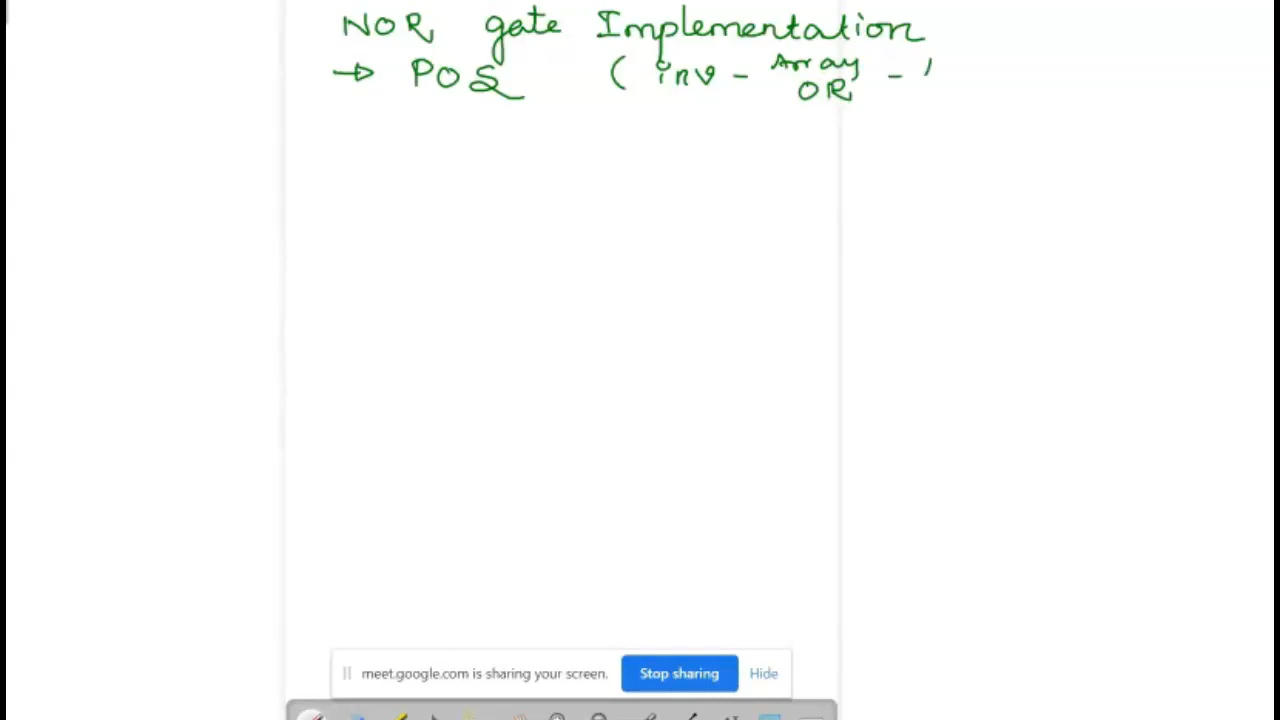 NOR gate Implementation
→ POS ( inv - Array OR -
meet.google.com is sharing your screen. Stop sharing Hide